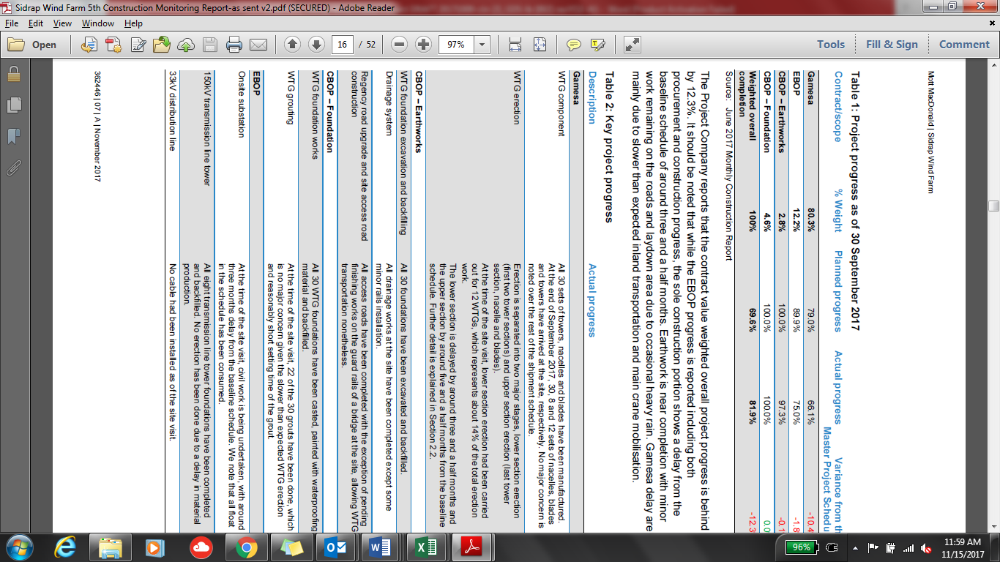 Sidrap Wind Farm 5th Construction Monitoring Report-as sent v2.pdf (SECURED) - Adobe Reader
File Edit View Window Help
Open 16 / 52 97% Tools Fill & Sign Comment
Mott MacDonald | Sidrap Wind Farm
Table 1: Project progress as of 30 September 2017
Contract/scope % Weight Planned progress Actual progress Variance from th
Master Project Schedu
Gamesa 80.3% 79.0% 66.1% -10.4
EBOP 12.2% 89.9% 75.0% -1.8
CBOP – Earthworks 2.8% 100.0% 97.3% -0.1
CBOP – Foundation 4.6% 100.0% 100.0% 0.0
Weighted overall 100% 69.6% 81.9% -12.3
completion
Source: June 2017 Monthly Construction Report
The Project Company reports that the contract value weighted overall project progress is behind
by 12.3%. It should be noted that while the EBOP progress is reported including both
procurement and construction progress, the sole construction portion shows a delay from the
baseline schedule of around three and a half months. Earthwork is near completion with minor
work remaining on the roads and laydown area due to occasional heavy rain. Gamesa delay are
mainly due to slower than expected inland transportation and main crane mobilisation.
Table 2: Key project progress
Description Actual progress
Gamesa
WTG component All 30 sets of towers, nacelles and blades have been manufactured.
At the end of September 2017, 30, 8 and 12 sets of nacelles, blades
and towers have arrived at the site, respectively. No major concern is
noted over the rest of the shipment schedule.
WTG erection Erection is separated into two major stages, lower section erection
(first two tower sections) and upper section erection (last tower
section, nacelle and blades).
At the time of the site visit, lower section erection had been carried
out for 12 WTGs, which represents about 14% of the total erection
work.
The lower section is delayed by around three and a half months and
the upper section by around five and a half months from the baseline
schedule. Further detail is explained in Section 2.2.
CBOP – Earthworks
WTG foundation excavation and backfilling All 30 foundations have been excavated and backfilled.
Drainage system All drainage works at the site have been completed except some
minor rails installation.
Regency road upgrade and site access road All access roads have been completed with the exception of pending
construction finishing works on the guard rails of a bridge at the site, allowing WTG
transportation nonetheless.
CBOP – Foundation
WTG foundation works All 30 WTG foundations have been casted, painted with waterproofing
material and backfilled.
WTG grouting At the time of the site visit, 22 of the 30 grouts have been done, which
is no major concern given the slower than expected WTG erection
and reasonably short setting time of the grout.
EBOP
Onsite substation At the time of the site visit, civil work is being undertaken, with around
three months delay from the baseline schedule. We note that all float
in the schedule has been consumed.
150kV transmission line tower All eight transmission line tower foundations have been completed
and backfilled. No erection has been done due to a delay in material
production.
33kV distribution line No cable had been installed as of the site visit.
362446 | 07 | A | November 2017
96% 11:59 AM
11/15/2017